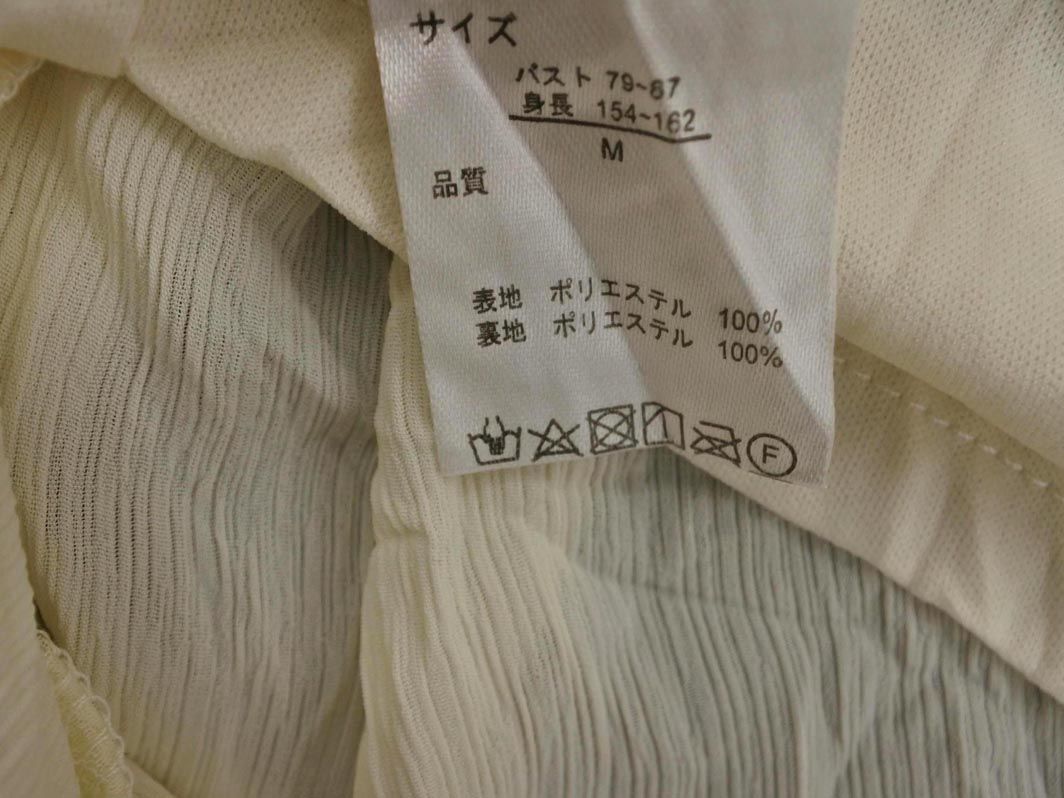 サイズ
バスト 79~87
身長 154~162
M
品質
表地 ポリエステル 100%
裏地 ポリエステル 100%
F